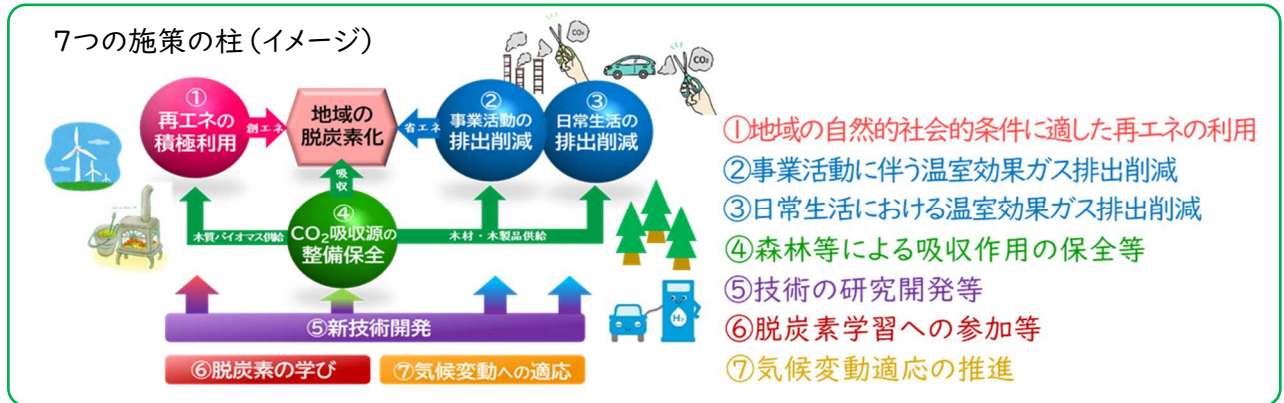 7つの施策の柱(イメージ)
CO₂
CO₂
①
再エネの
積極利用
創エネ
地域の
脱炭素化
省エネ
②
事業活動の
排出削減
③
日常生活の
排出削減
吸収
④
CO₂吸収源の
整備保全
木質バイオマス供給
木材・木製品供給
H₂
⑤新技術開発
⑥脱炭素の学び
⑦気候変動への適応
①地域の自然的社会的条件に適した再エネの利用
②事業活動に伴う温室効果ガス排出削減
③日常生活における温室効果ガス排出削減
④森林等による吸収作用の保全等
⑤技術の研究開発等
⑥脱炭素学習への参加等
⑦気候変動適応の推進